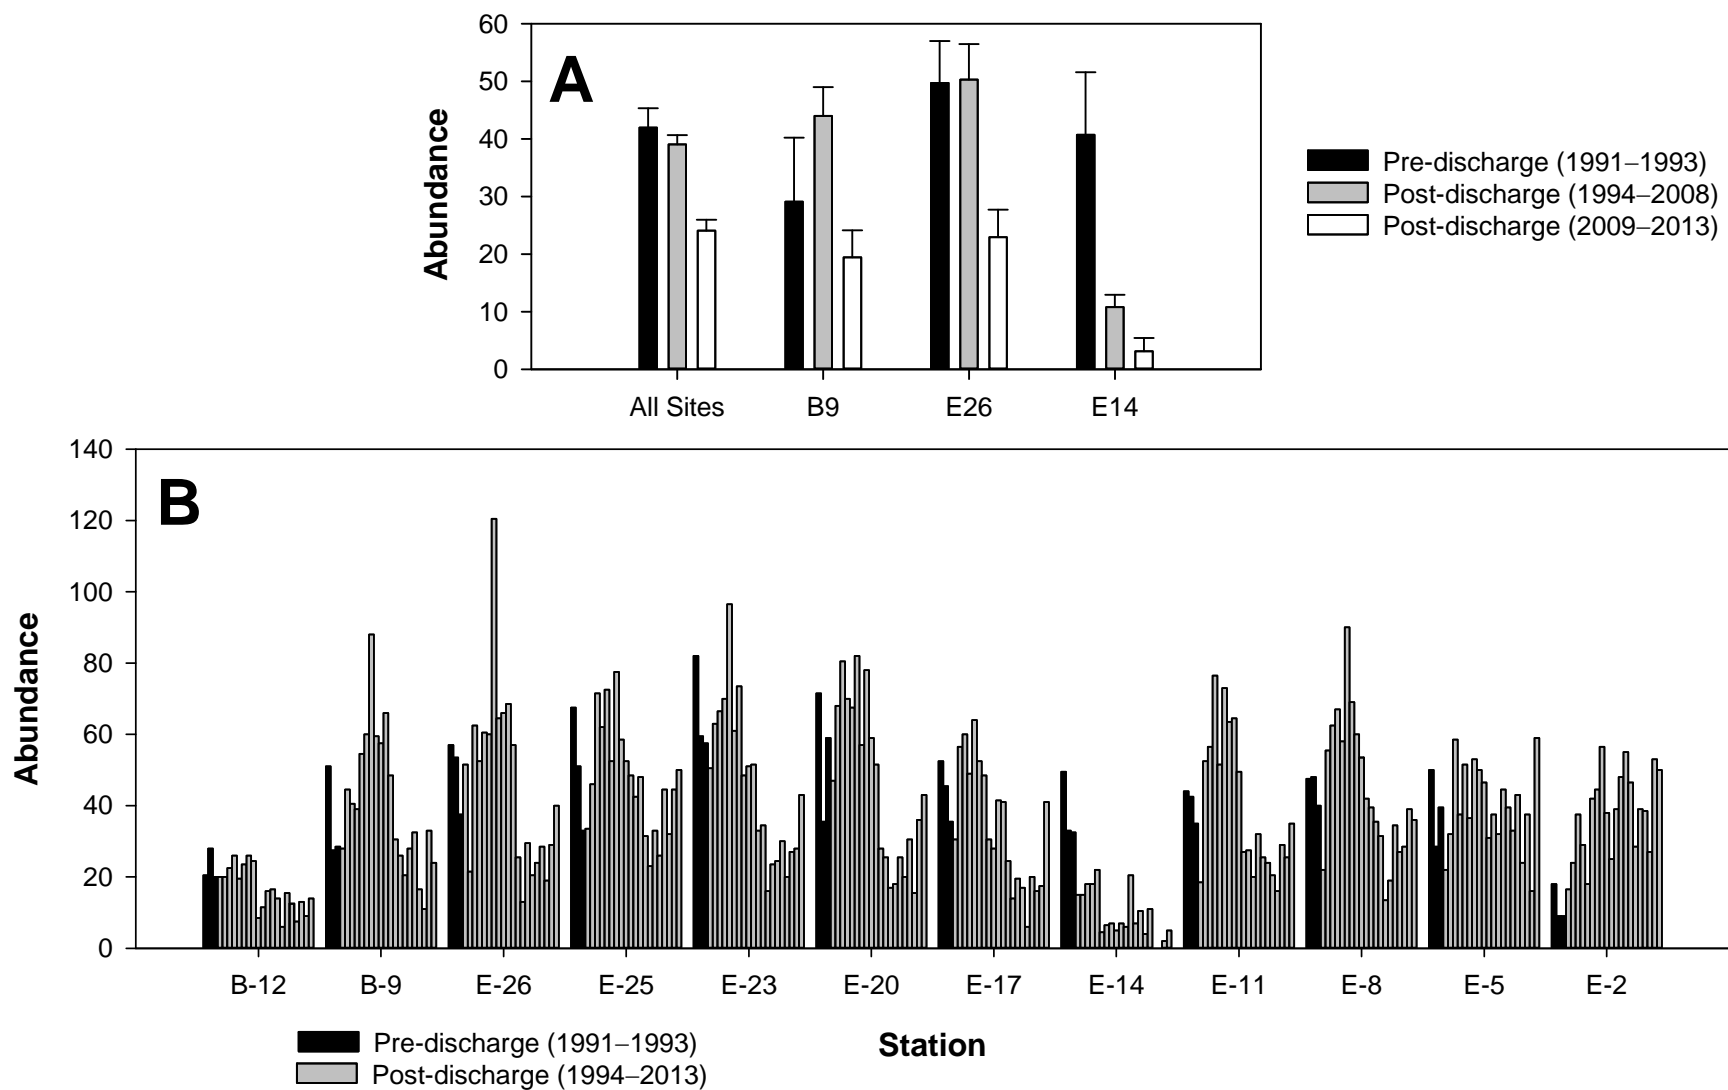 A
Abundance
60
50
40
30
20
10
0
All Sites B9 E26 E14
Pre-discharge (1991–1993)
Post-discharge (1994–2008)
Post-discharge (2009–2013)
B
Abundance
140
120
100
80
60
40
20
0
B-12 B-9 E-26 E-25 E-23 E-20 E-17 E-14 E-11 E-8 E-5 E-2
Station
Pre-discharge (1991–1993)
Post-discharge (1994–2013)